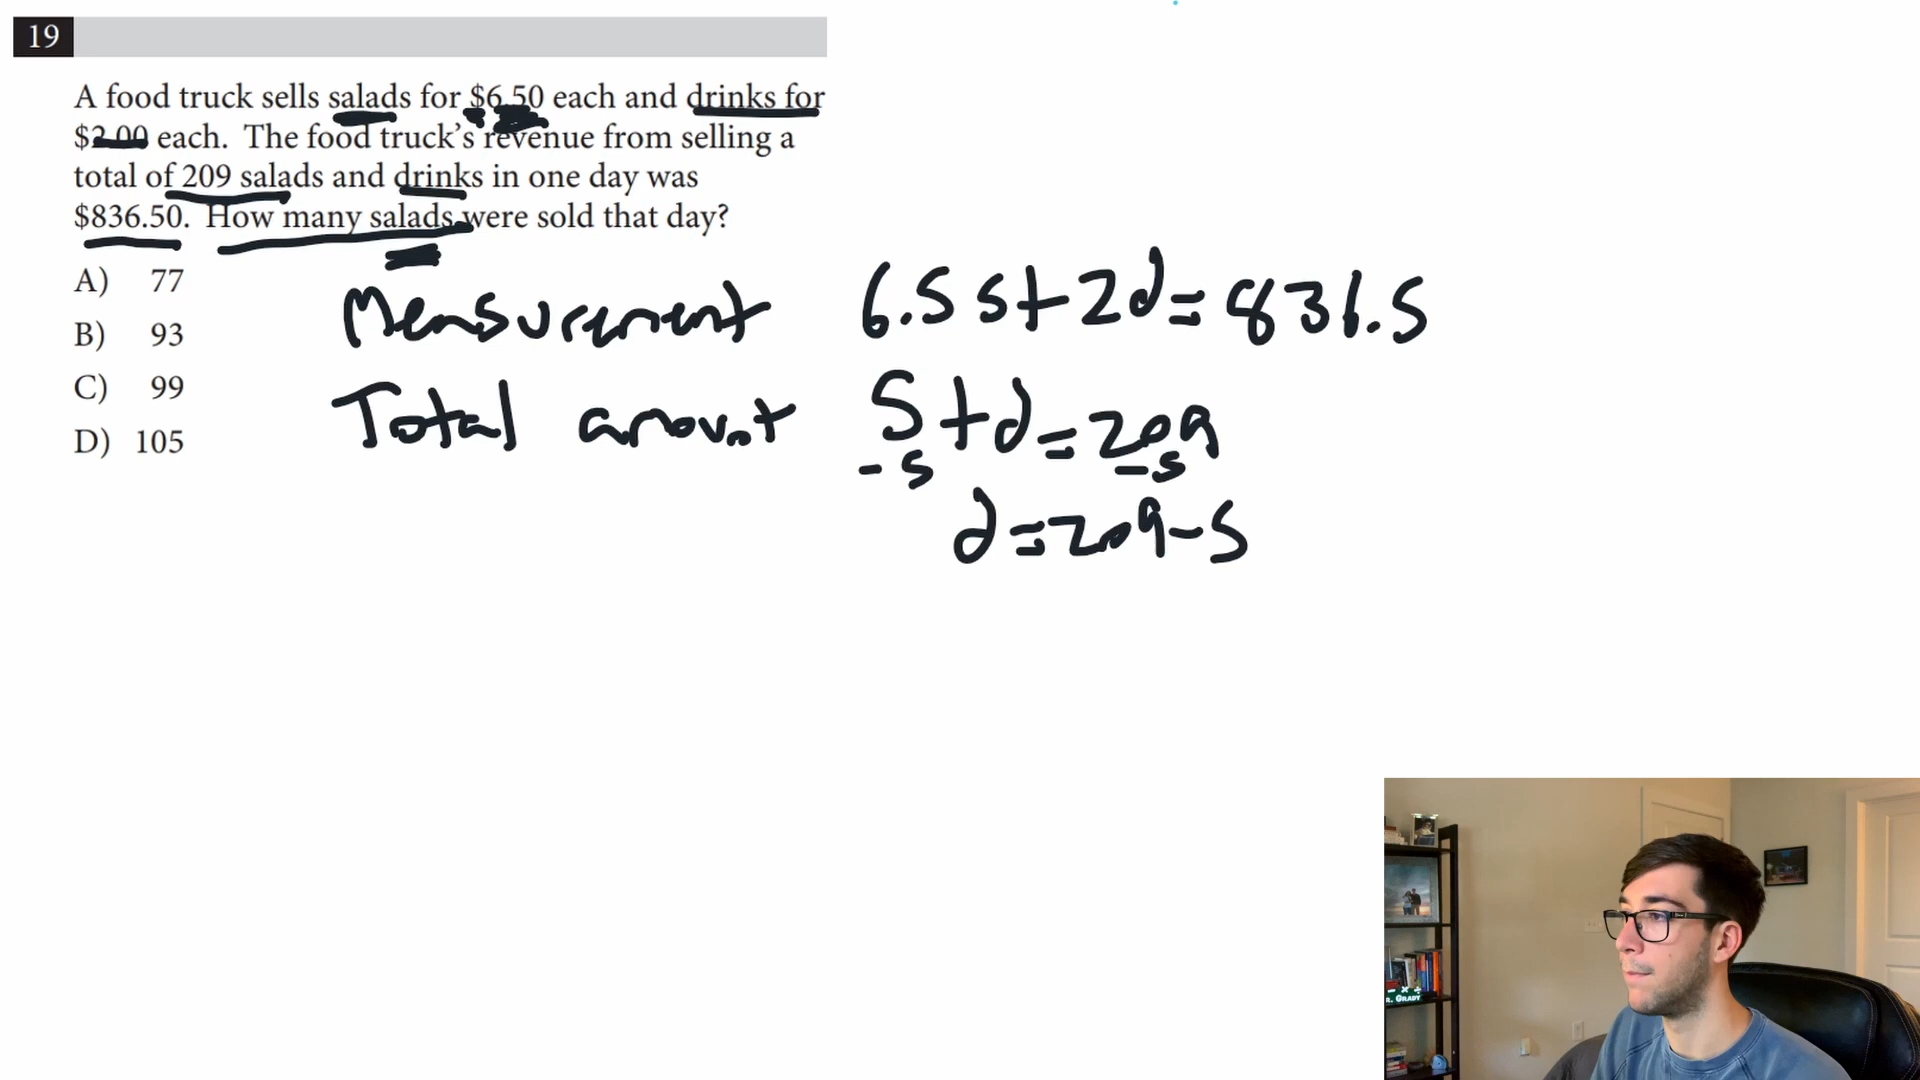 19
A food truck sells salads for $6.50 each and drinks for
$2.00 each. The food truck's revenue from selling a
total of 209 salads and drinks in one day was
$836.50. How many salads were sold that day?
A) 77
B) 93
C) 99
D) 105
Measurement 6.5s+2d=836.5
Total amount s+d=209
-s -s
d=209-s
- × ÷
R. GRADY